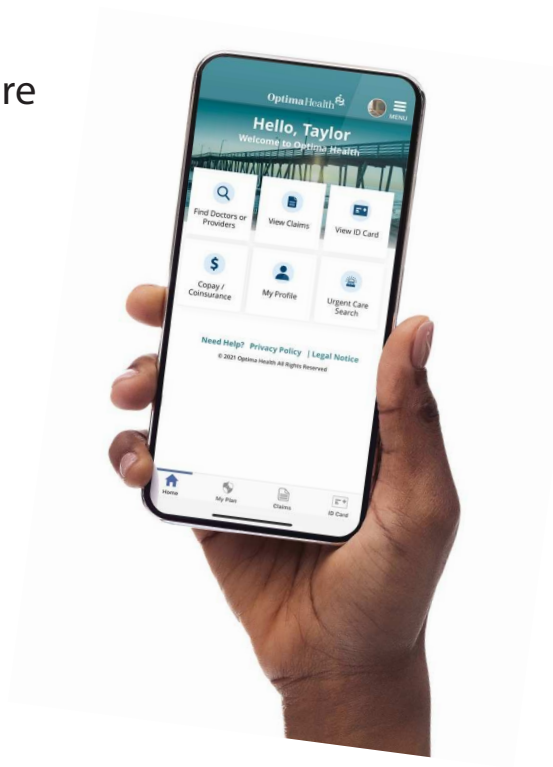 re
OptimaHealth
MENU
Hello, Taylor
Welcome to Optima Health
Find Doctors or
Providers
View Claims
View ID Card
Copay /
Coinsurance
My Profile
Urgent Care
Search
Need Help? Privacy Policy | Legal Notice
© 2021 Optima Health All Rights Reserved
Home
My Plan
Claims
ID Card